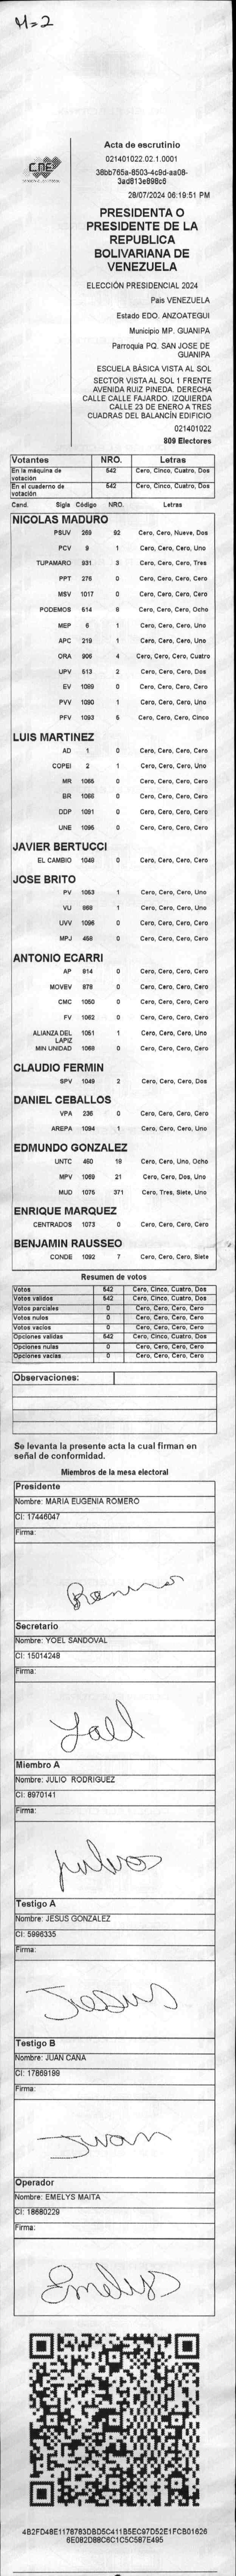 M=2
CNE
Acta de escrutinio
021401022.02.1.0001
38bb765a-8503-4c9d-aa08-
3ad813e898c6
28/07/2024 06:19:51 PM
PRESIDENTA O
PRESIDENTE DE LA
REPUBLICA
BOLIVARIANA DE
VENEZUELA
ELECCIÓN PRESIDENCIAL 2024
Pais VENEZUELA
Estado EDO. ANZOATEGUI
Municipio MP. GUANIPA
Parroquia PQ. SAN JOSE DE
GUANIPA
ESCUELA BÁSICA VISTA AL SOL
SECTOR VISTA AL SOL 1 FRENTE
AVENIDA RUIZ PINEDA. DERECHA
CALLE CALLE FAJARDO. IZQUIERDA
CALLE 23 DE ENERO A TRES
CUADRAS DEL BALANCÍN EDIFICIO
021401022
809 Electores
Votantes NRO. Letras
En la máquina de votación 542 Cero, Cinco, Cuatro, Dos
En el cuaderno de votación 542 Cero, Cinco, Cuatro, Dos
Cand. Sigla Código NRO. Letras
NICOLAS MADURO
PSUV 269 92 Cero, Cero, Nueve, Dos
PCV 9 1 Cero, Cero, Cero, Uno
TUPAMARO 931 3 Cero, Cero, Cero, Tres
PPT 276 0 Cero, Cero, Cero, Cero
MSV 1017 0 Cero, Cero, Cero, Cero
PODEMOS 614 8 Cero, Cero, Cero, Ocho
MEP 6 1 Cero, Cero, Cero, Uno
APC 219 1 Cero, Cero, Cero, Uno
ORA 906 4 Cero, Cero, Cero, Cuatro
UPV 513 2 Cero, Cero, Cero, Dos
EV 1089 0 Cero, Cero, Cero, Cero
PVV 1090 1 Cero, Cero, Cero, Uno
PFV 1093 5 Cero, Cero, Cero, Cinco
LUIS MARTINEZ
AD 1 0 Cero, Cero, Cero, Cero
COPEI 2 1 Cero, Cero, Cero, Uno
MR 1065 0 Cero, Cero, Cero, Cero
BR 1066 0 Cero, Cero, Cero, Cero
DDP 1091 0 Cero, Cero, Cero, Cero
UNE 1095 0 Cero, Cero, Cero, Cero
JAVIER BERTUCCI
EL CAMBIO 1048 0 Cero, Cero, Cero, Cero
JOSE BRITO
PV 1053 1 Cero, Cero, Cero, Uno
VU 868 1 Cero, Cero, Cero, Uno
UVV 1096 0 Cero, Cero, Cero, Cero
MPJ 458 0 Cero, Cero, Cero, Cero
ANTONIO ECARRI
AP 814 0 Cero, Cero, Cero, Cero
MOVEV 878 0 Cero, Cero, Cero, Cero
CMC 1050 0 Cero, Cero, Cero, Cero
FV 1062 0 Cero, Cero, Cero, Cero
ALIANZA DEL LAPIZ 1051 1 Cero, Cero, Cero, Uno
MIN UNIDAD 1068 0 Cero, Cero, Cero, Cero
CLAUDIO FERMIN
SPV 1049 2 Cero, Cero, Cero, Dos
DANIEL CEBALLOS
VPA 236 0 Cero, Cero, Cero, Cero
AREPA 1094 1 Cero, Cero, Cero, Uno
EDMUNDO GONZALEZ
UNTC 460 18 Cero, Cero, Uno, Ocho
MPV 1069 21 Cero, Cero, Dos, Uno
MUD 1075 371 Cero, Tres, Siete, Uno
ENRIQUE MARQUEZ
CENTRADOS 1073 0 Cero, Cero, Cero, Cero
BENJAMIN RAUSSEO
CONDE 1092 7 Cero, Cero, Cero, Siete
Resumen de votos
Votos 542 Cero, Cinco, Cuatro, Dos
Votos validos 542 Cero, Cinco, Cuatro, Dos
Votos parciales 0 Cero, Cero, Cero, Cero
Votos nulos 0 Cero, Cero, Cero, Cero
Votos vacios 0 Cero, Cero, Cero, Cero
Opciones validas 542 Cero, Cinco, Cuatro, Dos
Opciones nulas 0 Cero, Cero, Cero, Cero
Opciones vacias 0 Cero, Cero, Cero, Cero
Observaciones:
Se levanta la presente acta la cual firman en
señal de conformidad.
Miembros de la mesa electoral
Presidente
Nombre: MARIA EUGENIA ROMERO
CI: 17446047
Firma:
Romero
Secretario
Nombre: YOEL SANDOVAL
CI: 15014248
Firma:
Yoel
Miembro A
Nombre: JULIO RODRIGUEZ
CI: 8970141
Firma:
Testigo A
Nombre: JESUS GONZALEZ
CI: 5996335
Firma:
Jesus
Testigo B
Nombre: JUAN CAÑA
CI: 17869199
Firma:
Juan
Operador
Nombre: EMELYS MAITA
CI: 18680229
Firma:
Emelys
4B2FD48E1178783DBD5C411B5EC97D52E1FCB01626
6E082D88C6C1C5C587E495